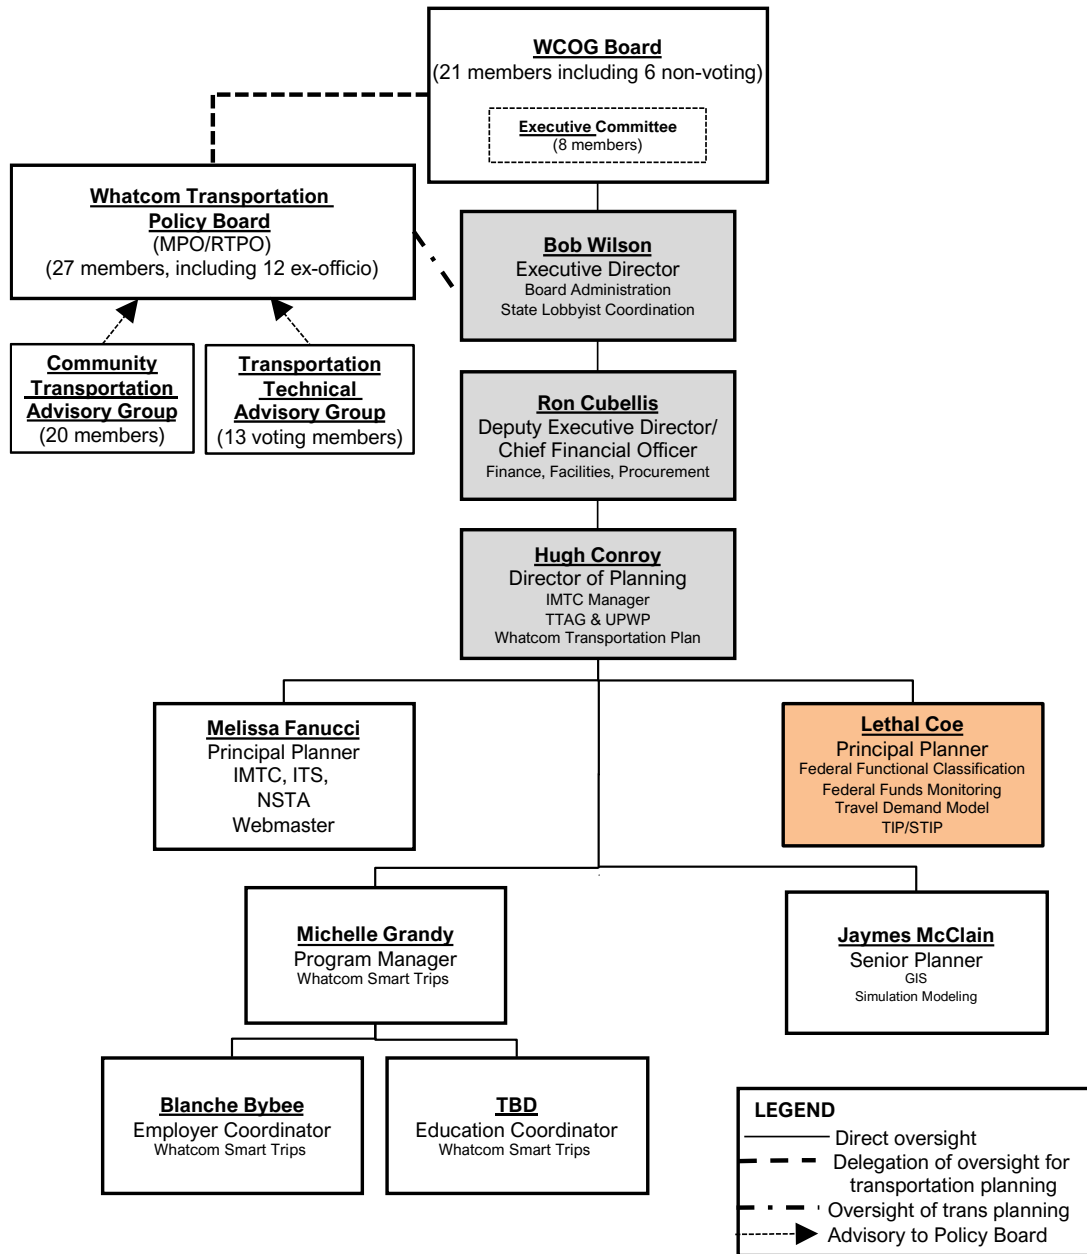 WCOG Board
(21 members including 6 non-voting)
Executive Committee
(8 members)
Whatcom Transportation
Policy Board
(MPO/RTPO)
(27 members, including 12 ex-officio)
Bob Wilson
Executive Director
Board Administration
State Lobbyist Coordination
Community
Transportation
Advisory Group
(20 members)
Transportation
Technical
Advisory Group
(13 voting members)
Ron Cubellis
Deputy Executive Director/
Chief Financial Officer
Finance, Facilities, Procurement
Hugh Conroy
Director of Planning
IMTC Manager
TTAG & UPWP
Whatcom Transportation Plan
Melissa Fanucci
Principal Planner
IMTC, ITS,
NSTA
Webmaster
Lethal Coe
Principal Planner
Federal Functional Classification
Federal Funds Monitoring
Travel Demand Model
TIP/STIP
Michelle Grandy
Program Manager
Whatcom Smart Trips
Jaymes McClain
Senior Planner
GIS
Simulation Modeling
Blanche Bybee
Employer Coordinator
Whatcom Smart Trips
TBD
Education Coordinator
Whatcom Smart Trips
LEGEND
Direct oversight
Delegation of oversight for
transportation planning
Oversight of trans planning
Advisory to Policy Board